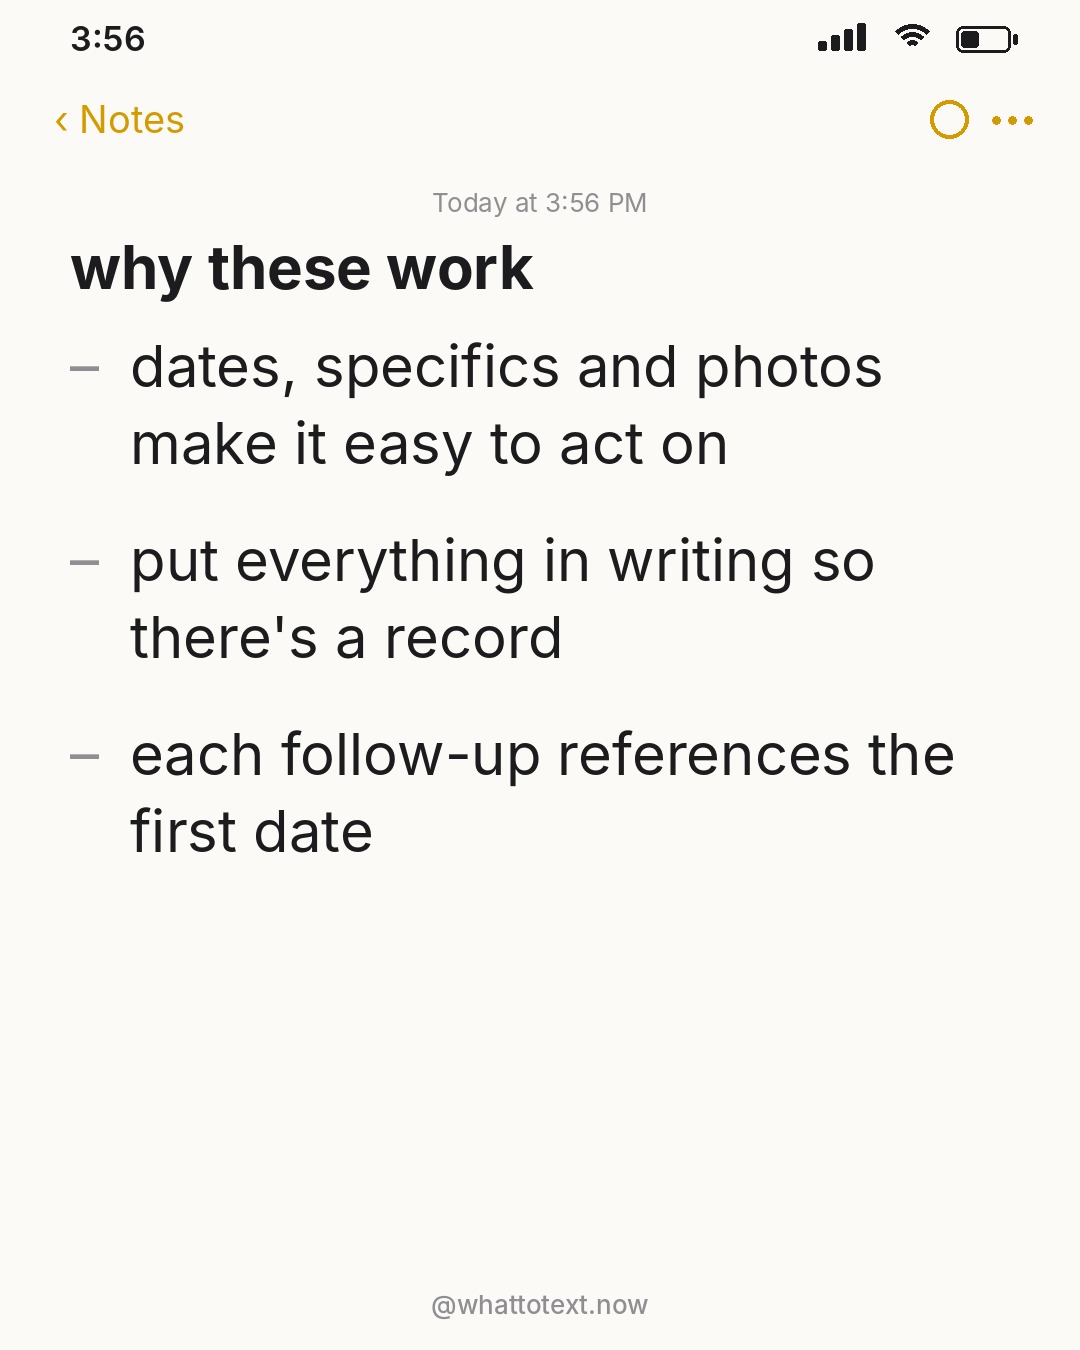 3:56
‹ Notes
Today at 3:56 PM
why these work
– dates, specifics and photos
make it easy to act on
– put everything in writing so
there's a record
– each follow-up references the
first date
@whattotext.now